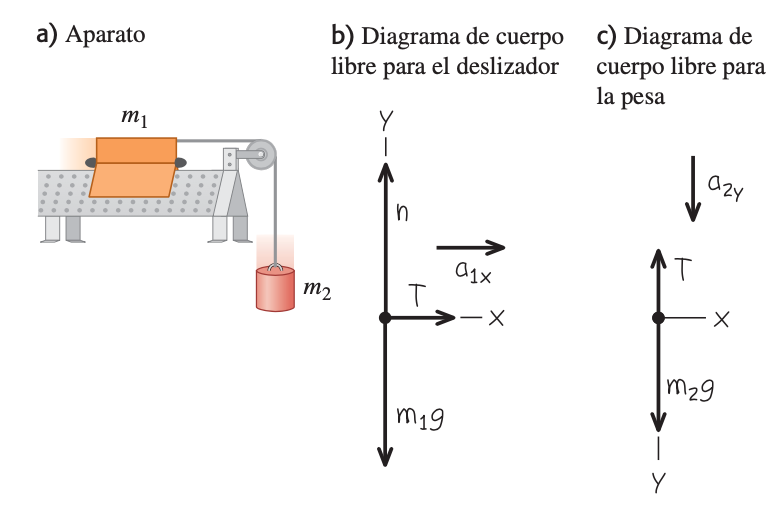 a) Aparato
m1
m2
b) Diagrama de cuerpo
libre para el deslizador
Y
n
a1x
T
X
m1g
c) Diagrama de
cuerpo libre para
la pesa
a2y
T
X
m2g
Y